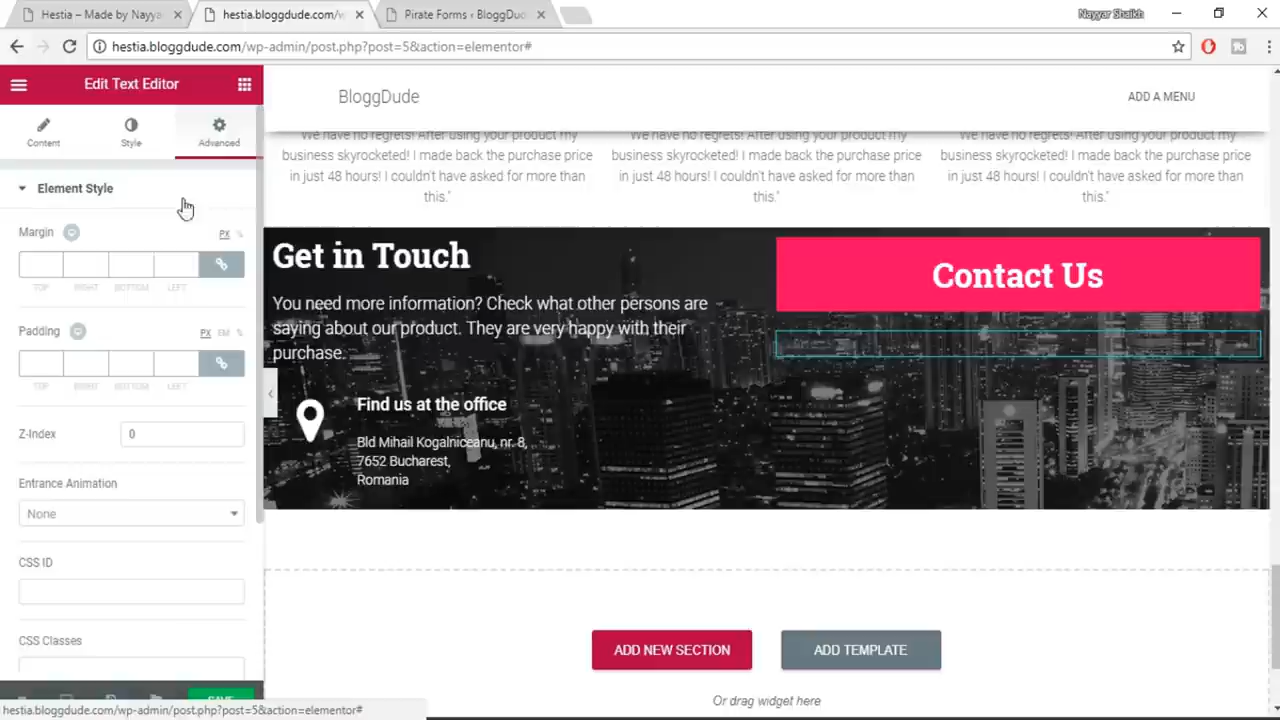 Hestia – Made by Nayya
hestia.bloggdude.com/w
Pirate Forms ‹ BloggDud
Nayyar Shaikh
hestia.bloggdude.com/wp-admin/post.php?post=5&action=elementor#
Edit Text Editor
Content
Style
Advanced
Element Style
Margin
PX %
TOP RIGHT BOTTOM LEFT
Padding
PX EM %
TOP RIGHT BOTTOM LEFT
Z-Index
0
Entrance Animation
None
CSS ID
CSS Classes
SAVE
hestia.bloggdude.com/wp-admin/post.php?post=5&action=elementor#
BloggDude
ADD A MENU
We have no regrets! After using your product my
business skyrocketed! I made back the purchase price
in just 48 hours! I couldn't have asked for more than
this."
We have no regrets! After using your product my
business skyrocketed! I made back the purchase price
in just 48 hours! I couldn't have asked for more than
this."
We have no regrets! After using your product my
business skyrocketed! I made back the purchase price
in just 48 hours! I couldn't have asked for more than
this."
Get in Touch
You need more information? Check what other persons are
saying about our product. They are very happy with their
purchase.
Find us at the office
Bld Mihail Kogalniceanu, nr. 8,
7652 Bucharest,
Romania
Contact Us
ADD NEW SECTION
ADD TEMPLATE
Or drag widget here